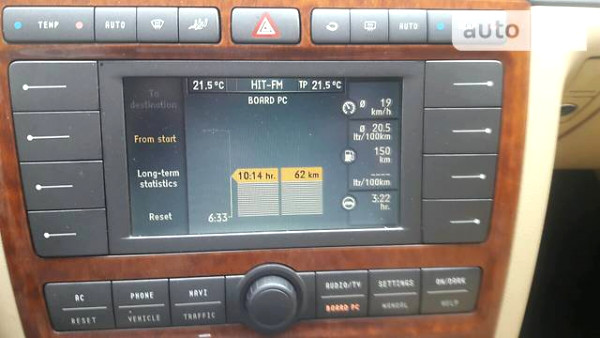 TEMP AUTO AUTO
auto
21.5°C HIT-FM TP 21.5°C
BOARD PC
To destination
From start
Long-term statistics
Reset
10:14 hr. 62 km
6:33
ø 19 km/h
ø 20.5 ltr/100km
150 km
--.-- ltr/100km
3:22 hr.
AC PHONE NAVI AUDIO/TV SETTINGS ON/DARK
RESET VEHICLE TRAFFIC BOARD PC MANUAL HELP